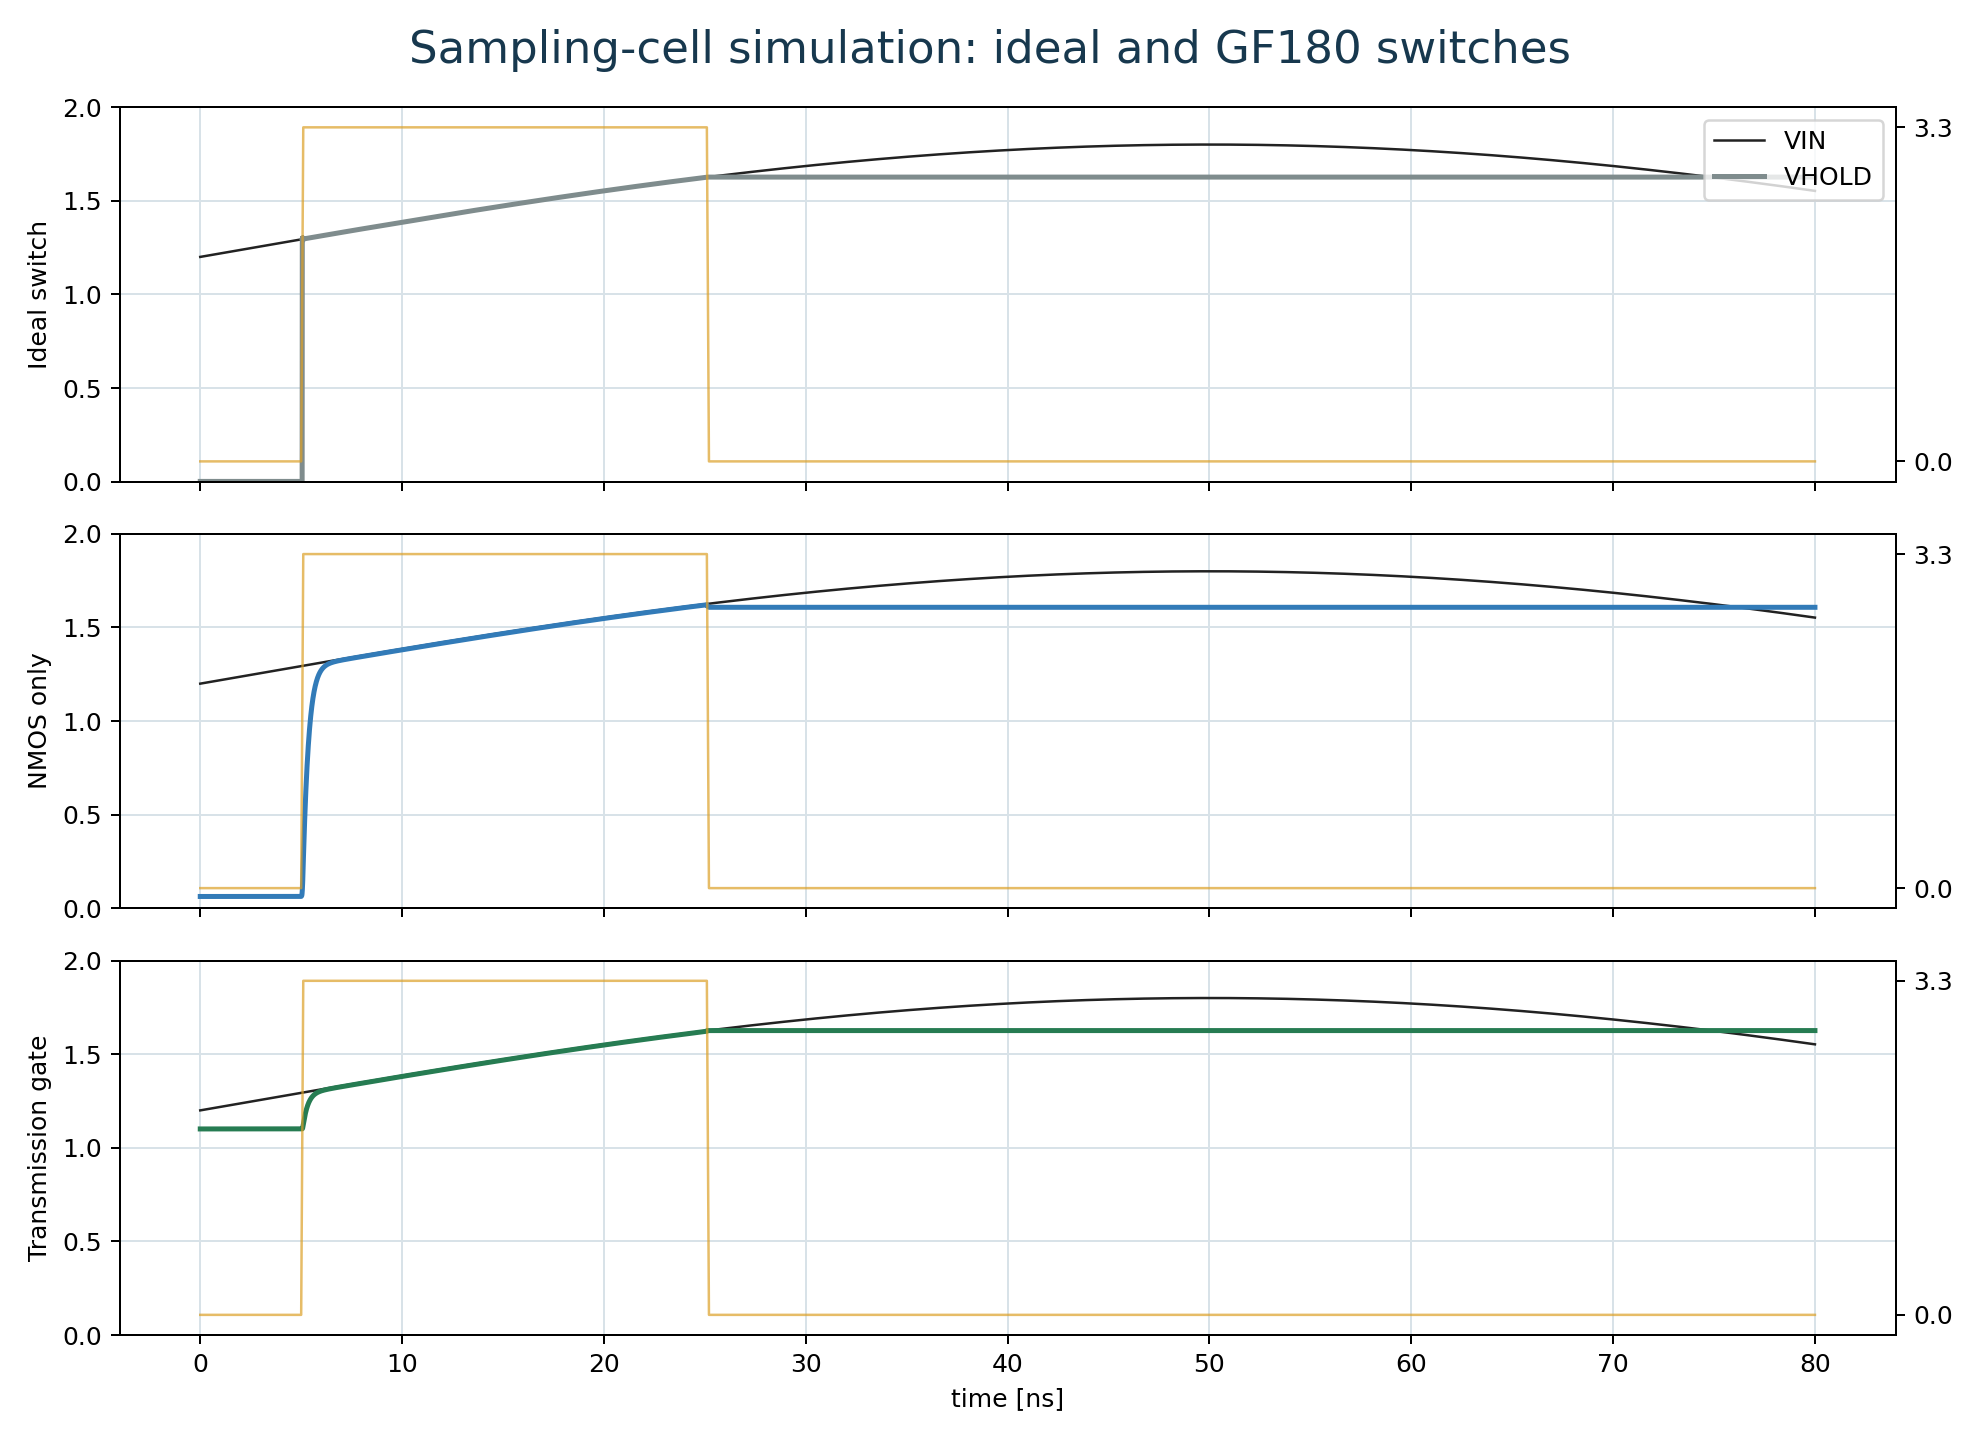 Sampling-cell simulation: ideal and GF180 switches
2.0
1.5
1.0
0.5
0.0
Ideal switch
3.3
0.0
VIN
VHOLD
2.0
1.5
1.0
0.5
0.0
NMOS only
3.3
0.0
2.0
1.5
1.0
0.5
0.0
Transmission gate
3.3
0.0
0 10 20 30 40 50 60 70 80
time [ns]